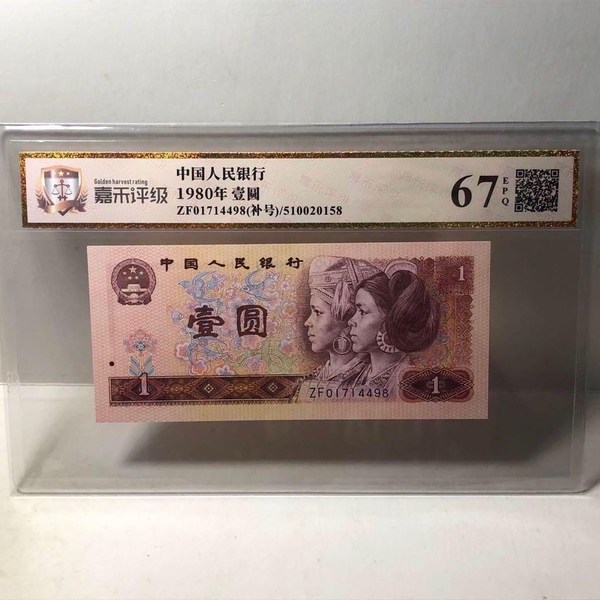 Golden harvest rating
嘉禾评级
中国人民银行
1980年 壹圆
ZF01714498(补号)/510020158
67
EPQ
中国人民银行
1
壹圆
1
1
ZF01714498